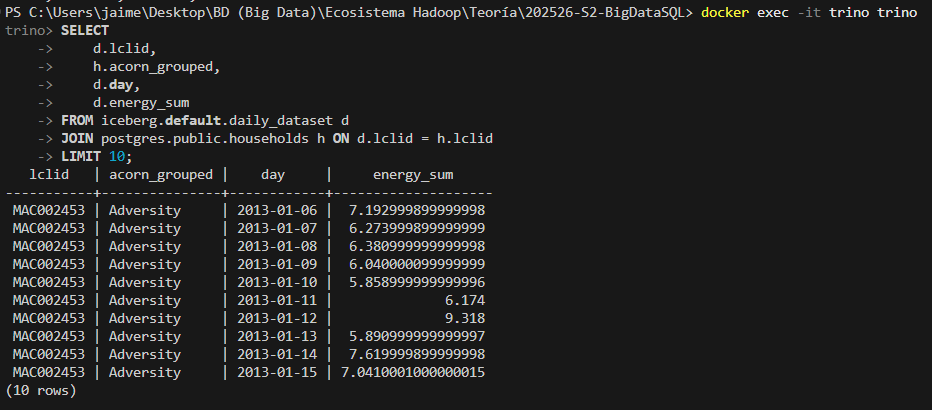 PS C:\Users\jaime\Desktop\BD (Big Data)\Ecosistema Hadoop\Teoría\202526-S2-BigDataSQL> docker exec -it trino trino
trino> SELECT
    ->     d.lclid,
    ->     h.acorn_grouped,
    ->     d.day,
    ->     d.energy_sum
    -> FROM iceberg.default.daily_dataset d
    -> JOIN postgres.public.households h ON d.lclid = h.lclid
    -> LIMIT 10;
   lclid   | acorn_grouped |    day     |     energy_sum
-----------+---------------+------------+--------------------
 MAC002453 | Adversity     | 2013-01-06 |  7.192999899999998
 MAC002453 | Adversity     | 2013-01-07 |  6.273999899999999
 MAC002453 | Adversity     | 2013-01-08 |  6.380999999999998
 MAC002453 | Adversity     | 2013-01-09 |  6.040000099999999
 MAC002453 | Adversity     | 2013-01-10 |  5.858999999999996
 MAC002453 | Adversity     | 2013-01-11 |              6.174
 MAC002453 | Adversity     | 2013-01-12 |              9.318
 MAC002453 | Adversity     | 2013-01-13 |  5.890999999999997
 MAC002453 | Adversity     | 2013-01-14 |  7.619999899999998
 MAC002453 | Adversity     | 2013-01-15 | 7.0410001000000015
(10 rows)